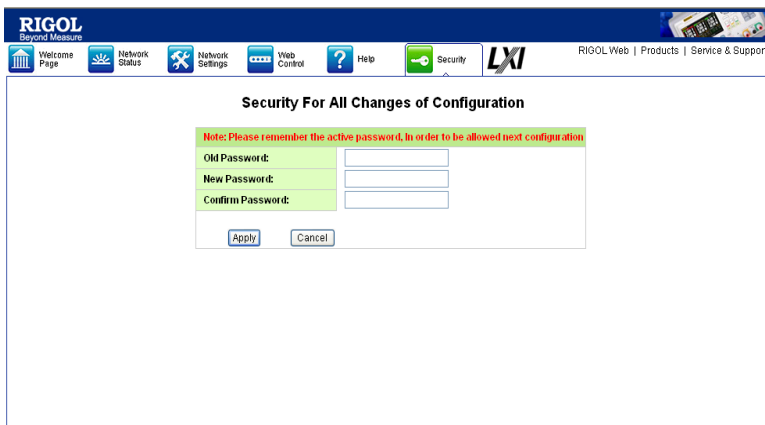 RIGOL
Beyond Measure
Welcome Page
Network Status
Network Settings
Web Control
? Help
Security
LXI
RIGOL Web | Products | Service & Suppor
Security For All Changes of Configuration
Note: Please remember the active password, In order to be allowed next configuration
Old Password:
New Password:
Confirm Password:
Apply Cancel